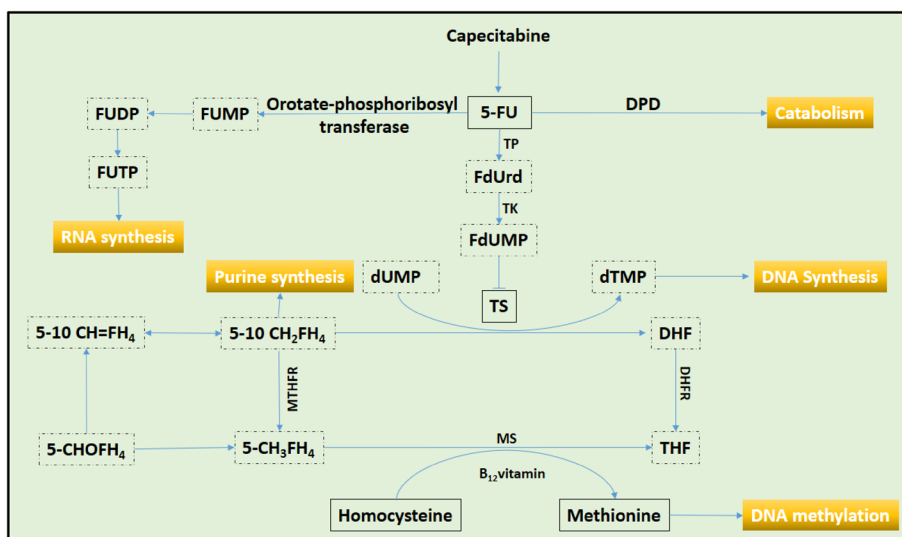 Capecitabine
FUDP
FUMP
Orotate-phosphoribosyl
transferase
5-FU
DPD
Catabolism
TP
FUTP
FdUrd
TK
RNA synthesis
FdUMP
Purine synthesis
dUMP
dTMP
DNA Synthesis
TS
5-10 CH=FH₄
5-10 CH₂FH₄
DHF
MTHFR
DHFR
5-CHOFH₄
5-CH₃FH₄
MS
THF
B₁₂vitamin
Homocysteine
Methionine
DNA methylation